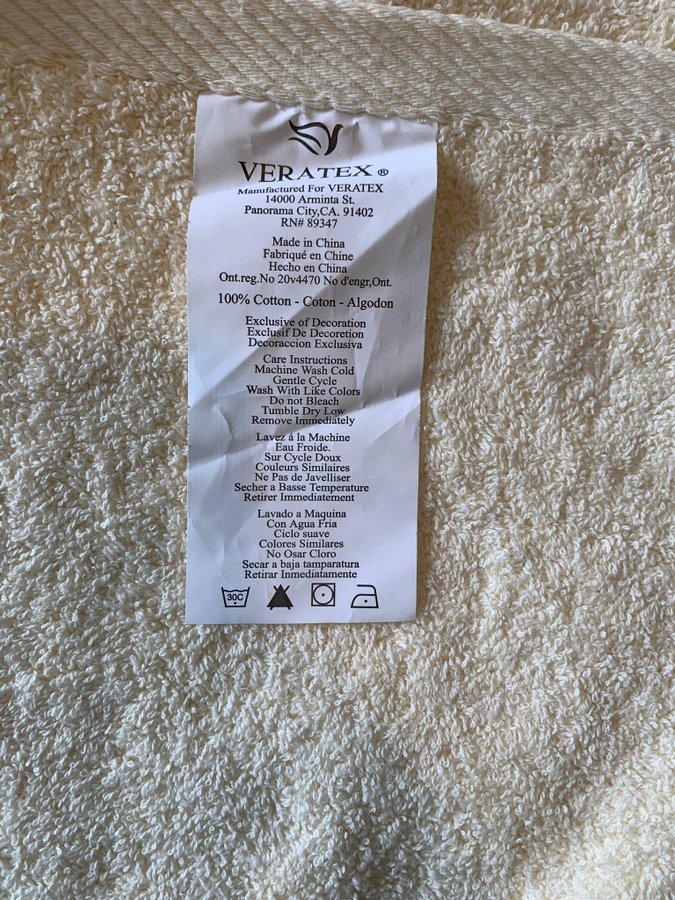 VERATEX ®
Manufactured For VERATEX
14000 Arminta St.
Panorama City,CA. 91402
RN# 89347
Made in China
Fabriqué en Chine
Hecho en China
Ont.reg.No 20v4470 No d'engr,Ont.
100% Cotton - Coton - Algodon
Exclusive of Decoration
Exclusif De Decoretion
Decoraccion Exclusiva
Care Instructions
Machine Wash Cold
Gentle Cycle
Wash With Like Colors
Do not Bleach
Tumble Dry Low
Remove Immediately
Lavez á la Machine
Eau Froide.
Sur Cycle Doux
Couleurs Similaires
Ne Pas de Javelliser
Secher a Basse Temperature
Retirer Immediatement
Lavado a Maquina
Con Agua Fria
Ciclo suave
Colores Similares
No Osar Cloro
Secar a baja tamparatura
Retirar Inmediatamente
30C